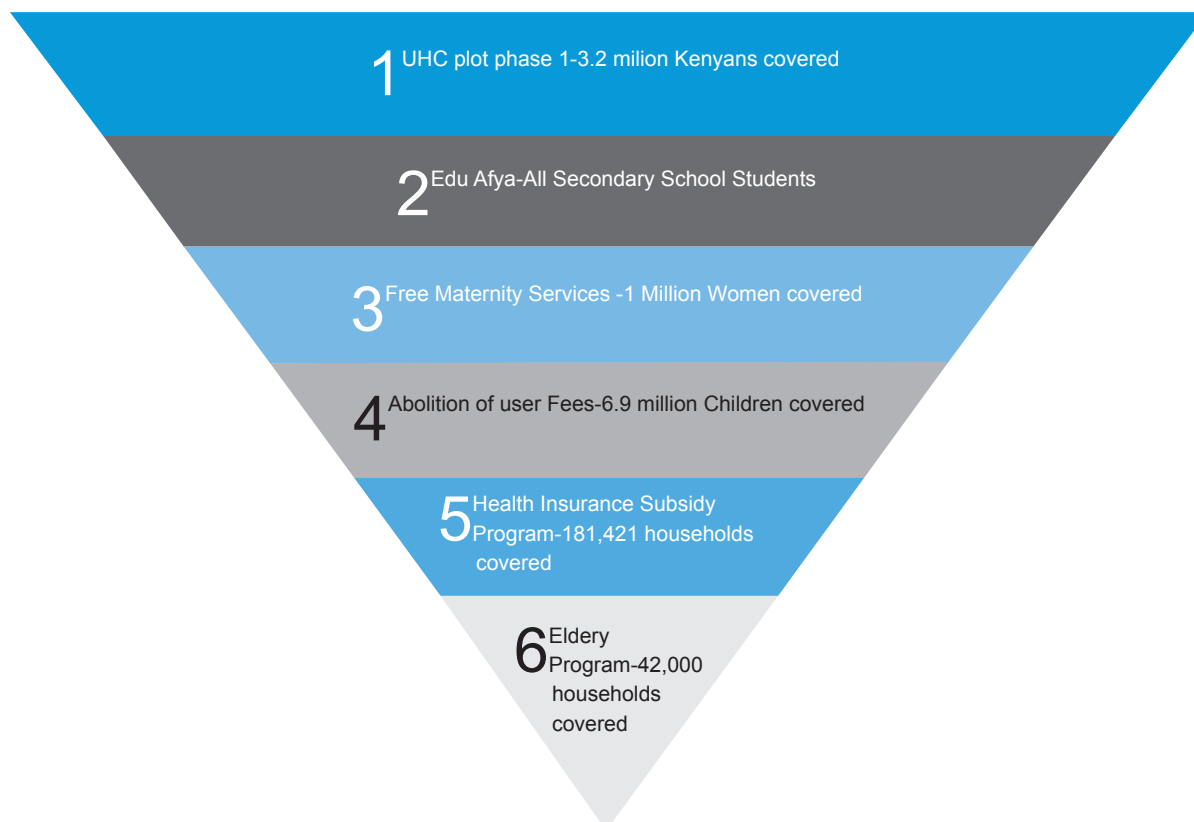 1 UHC plot phase 1-3.2 milion Kenyans covered
2 Edu Afya-All Secondary School Students
3 Free Maternity Services -1 Million Women covered
4 Abolition of user Fees-6.9 million Children covered
5 Health Insurance Subsidy
Program-181,421 households
covered
6 Eldery
Program-42,000
households
covered